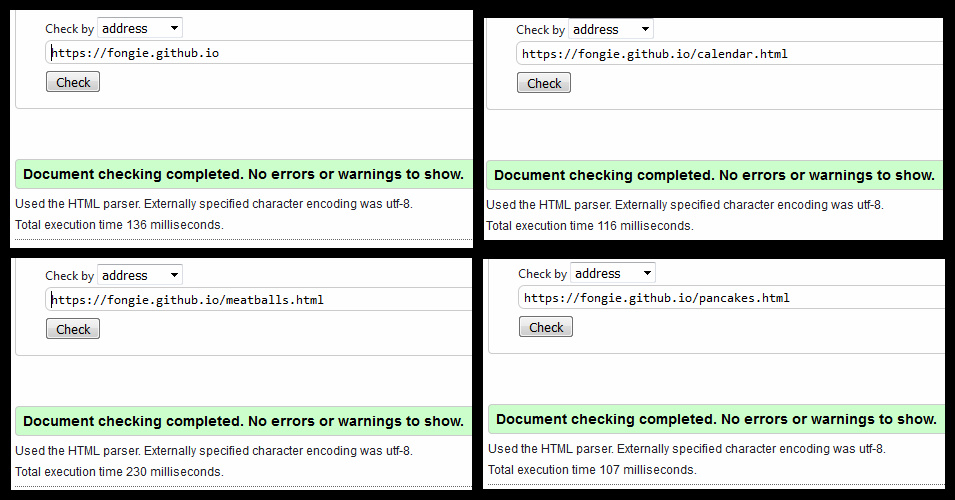 Check by address
https://fongie.github.io
Check
Document checking completed. No errors or warnings to show.
Used the HTML parser. Externally specified character encoding was utf-8.
Total execution time 136 milliseconds.
Check by address
https://fongie.github.io/calendar.html
Check
Document checking completed. No errors or warnings to show.
Used the HTML parser. Externally specified character encoding was utf-8.
Total execution time 116 milliseconds.
Check by address
https://fongie.github.io/meatballs.html
Check
Document checking completed. No errors or warnings to show.
Used the HTML parser. Externally specified character encoding was utf-8.
Total execution time 230 milliseconds.
Check by address
https://fongie.github.io/pancakes.html
Check
Document checking completed. No errors or warnings to show.
Used the HTML parser. Externally specified character encoding was utf-8.
Total execution time 107 milliseconds.